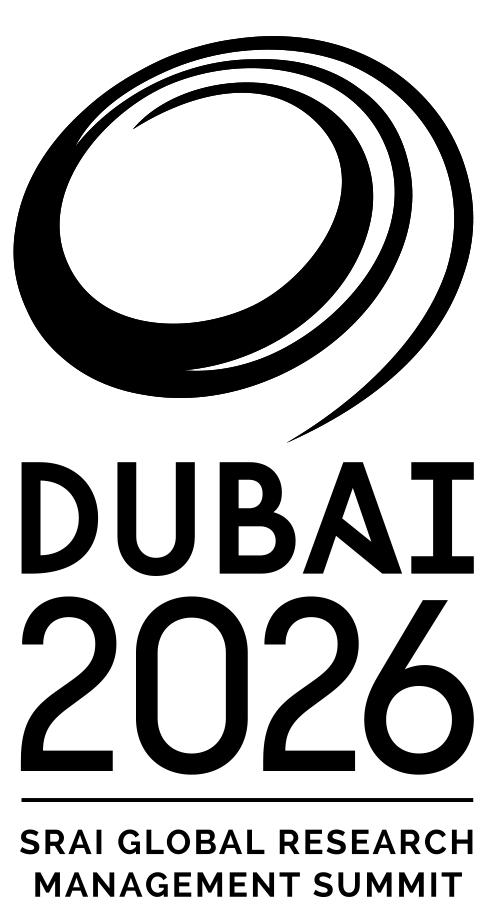 DUBAI
2026
SRAI GLOBAL RESEARCH
MANAGEMENT SUMMIT